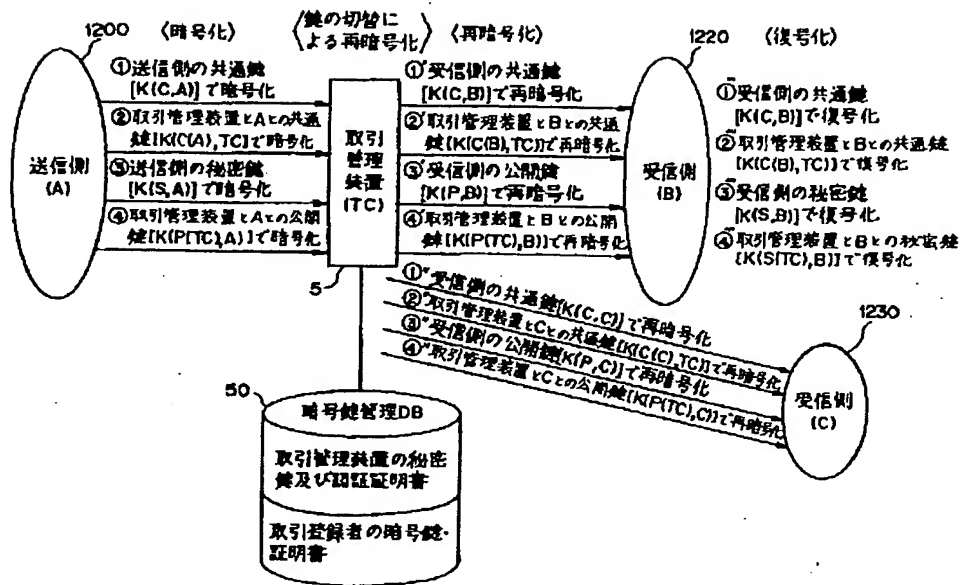 1200
〈暗号化〉
〈鍵の切替に
による再暗号化〉
〈再暗号化〉
1220
〈復号化〉
送信側
(A)
①送信側の共通鍵
[K(C,A)]で暗号化
②取引管理装置とAとの共通
鍵[K(C(A),TC]で暗号化
③送信側の秘密鍵
[K(S,A)]で暗号化
④取引管理装置とAとの公開
鍵[K(P(TC),A)]で暗号化
取引
管理
装置
(TC)
5
①'受信側の共通鍵
[K(C,B)]で再暗号化
②'取引管理装置とBとの共通
鍵[K(C(B),TC)]で再暗号化
③'受信側の公開鍵
[K(P,B)]で再暗号化
④'取引管理装置とBとの公開
鍵[K(P(TC),B)]で再暗号化
受信側
(B)
①受信側の共通鍵
[K(C,B)]で復号化
②取引管理装置とBとの共通鍵
[K(C(B),TC)]で復号化
③受信側の秘密鍵
[K(S,B)]で復号化
④取引管理装置とBとの秘密鍵
[K(S(TC),B)]で復号化
①"受信側の共通鍵[K(C,C)]で再暗号化
②"取引管理装置とCとの共通鍵[K(C(C),TC)]で再暗号化
③"受信側の公開鍵[K(P,C)]で再暗号化
④"取引管理装置とCとの公開鍵[K(P(TC),C)]で再暗号化
1230
受信側
(C)
50
暗号鍵管理DB
取引管理装置の秘密
鍵及び認証証明書
取引登録者の暗号鍵・
証明書